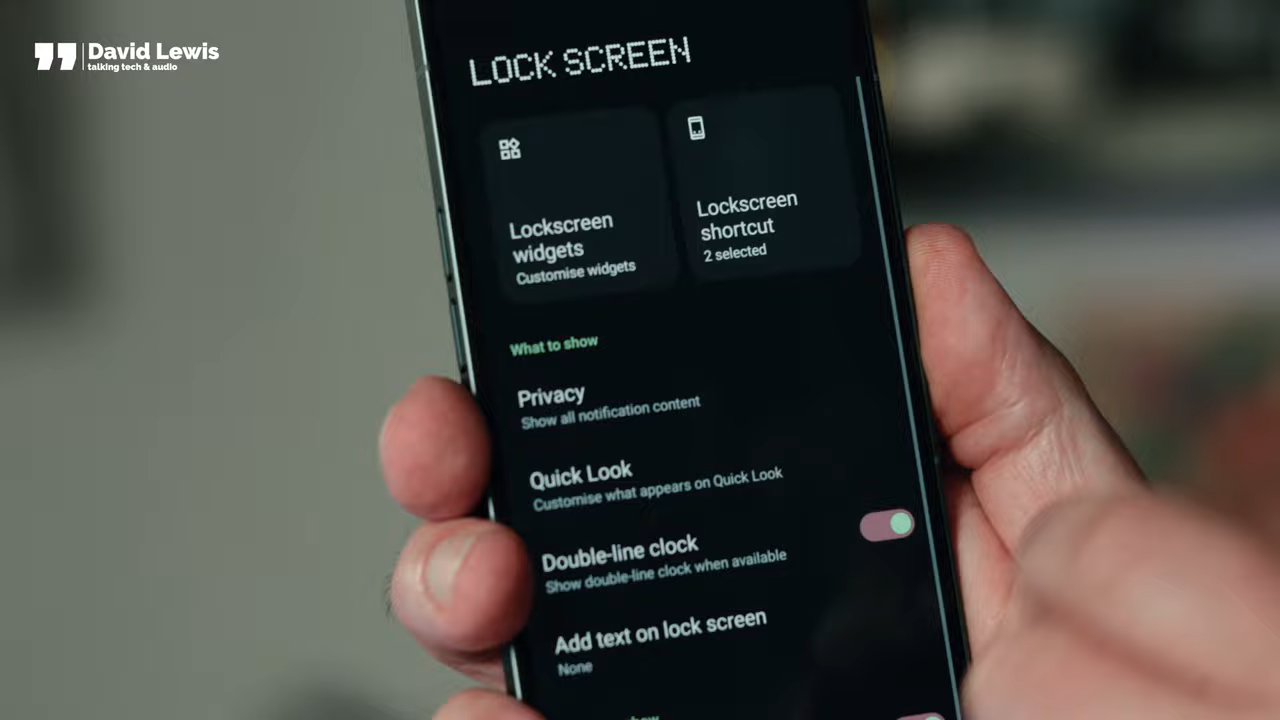 David Lewis
talking tech & audio
LOCK SCREEN
Lockscreen
widgets
Customise widgets
Lockscreen
shortcut
2 selected
What to show
Privacy
Show all notification content
Quick Look
Customise what appears on Quick Look
Double-line clock
Show double-line clock when available
Add text on lock screen
None